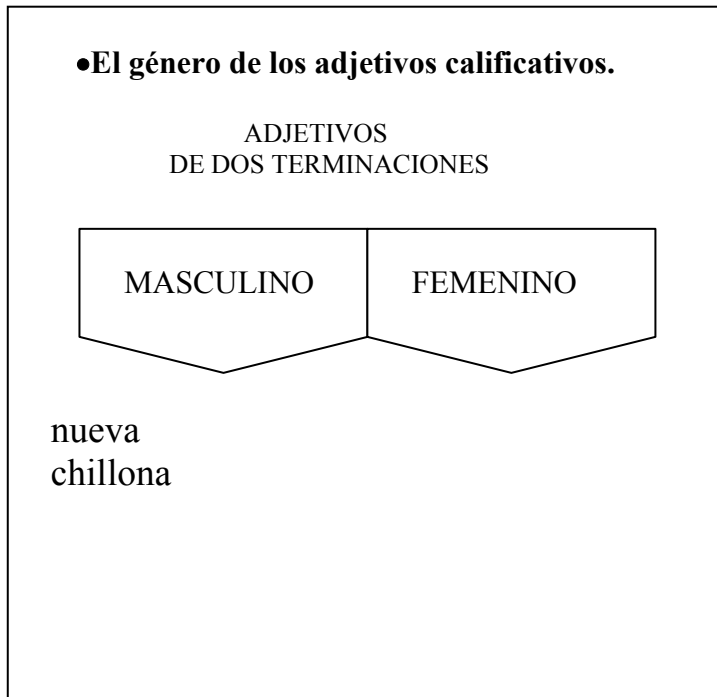 •El género de los adjetivos calificativos.
ADJETIVOS
DE DOS TERMINACIONES
MASCULINO
FEMENINO
nueva
chillona